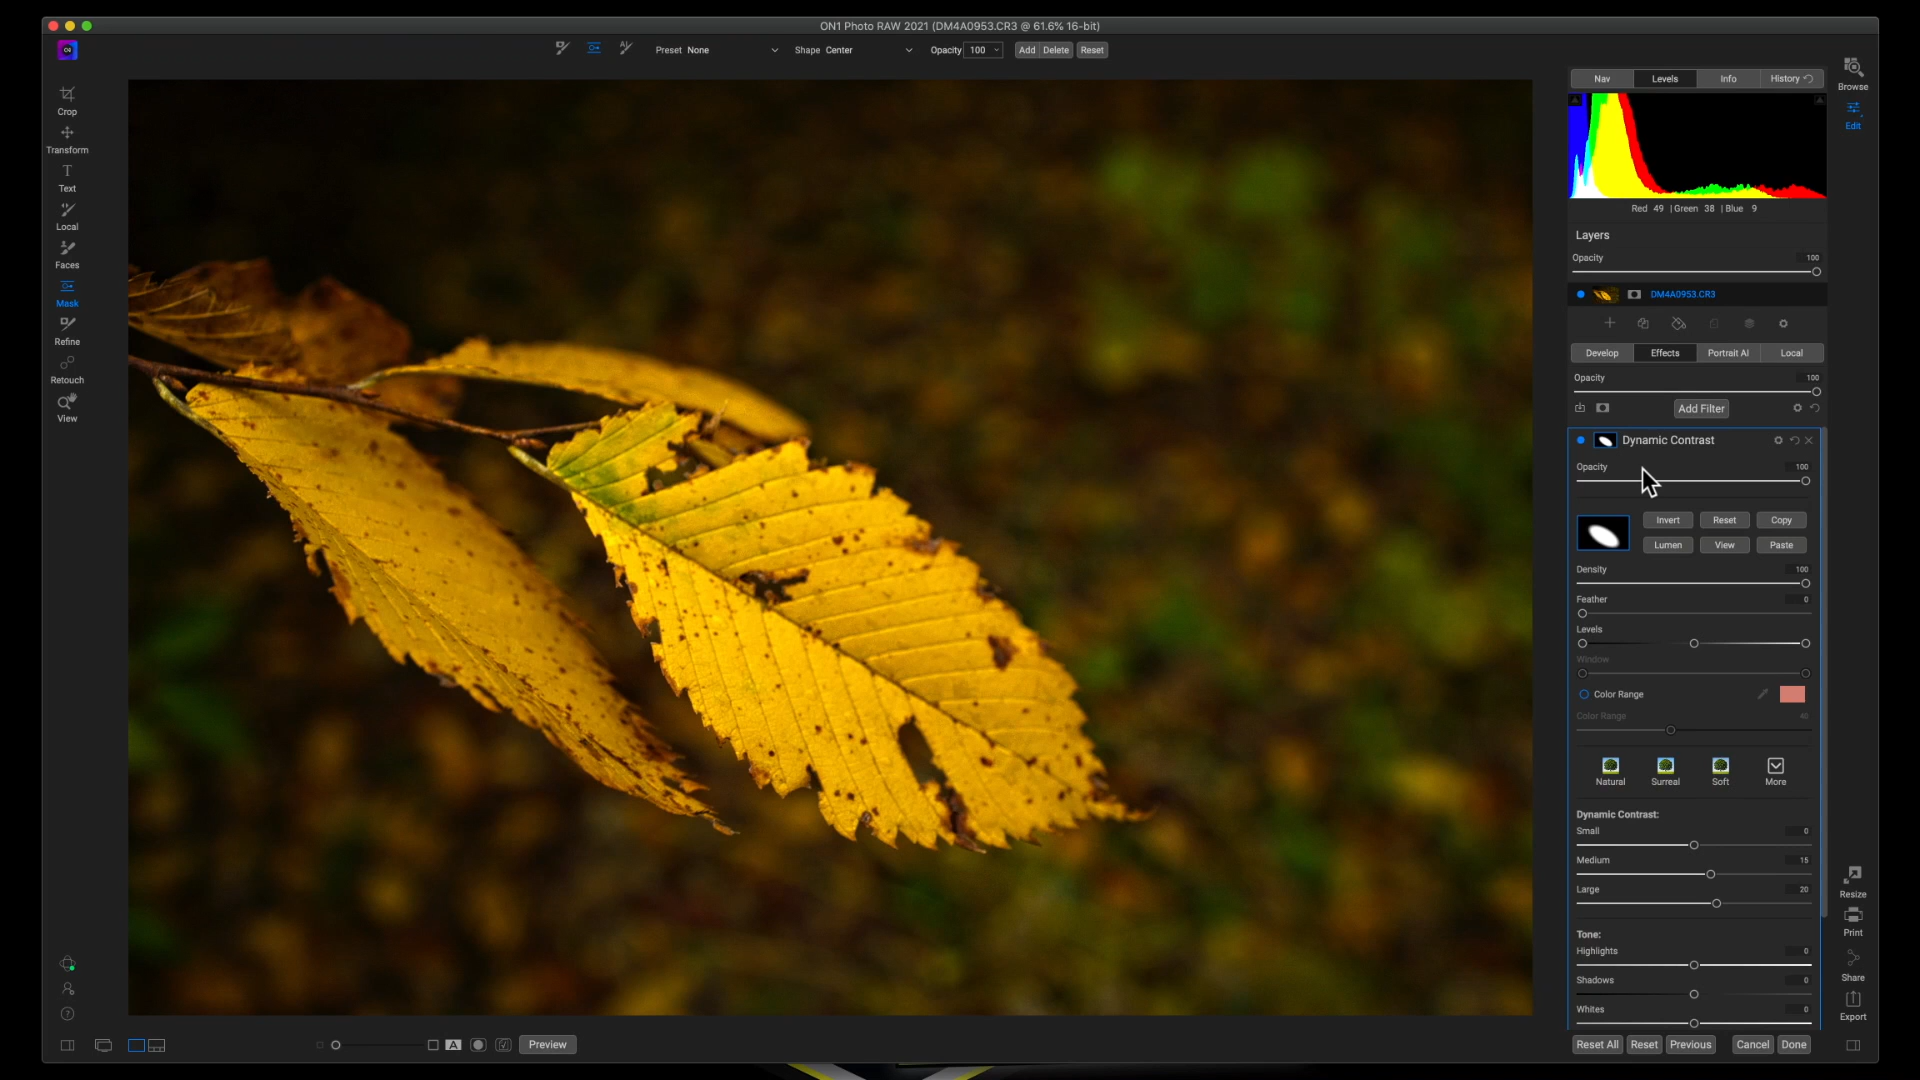 ON1 Photo RAW 2021 (DM4A0953.CR3 @ 61.6% 16-bit)
ON
Preset None Shape Center Opacity 100 Add Delete Reset
Crop
Transform
Text
Local
Faces
Mask
Refine
Retouch
View
Nav Levels Info History
Browse
Edit
Red 49 | Green 38 | Blue 9
Layers
Opacity 100
DM4A0953.CR3
Develop Effects Portrait AI Local
Opacity 100
Add Filter
Dynamic Contrast
Opacity 100
Invert Reset Copy
Lumen View Paste
Density 100
Feather 0
Levels
Window
Color Range
Color Range 40
Natural Surreal Soft More
Dynamic Contrast:
Small 0
Medium 15
Large 20
Tone:
Highlights 0
Shadows 0
Whites 0
Resize
Print
Share
Export
A Preview
Reset All Reset Previous Cancel Done